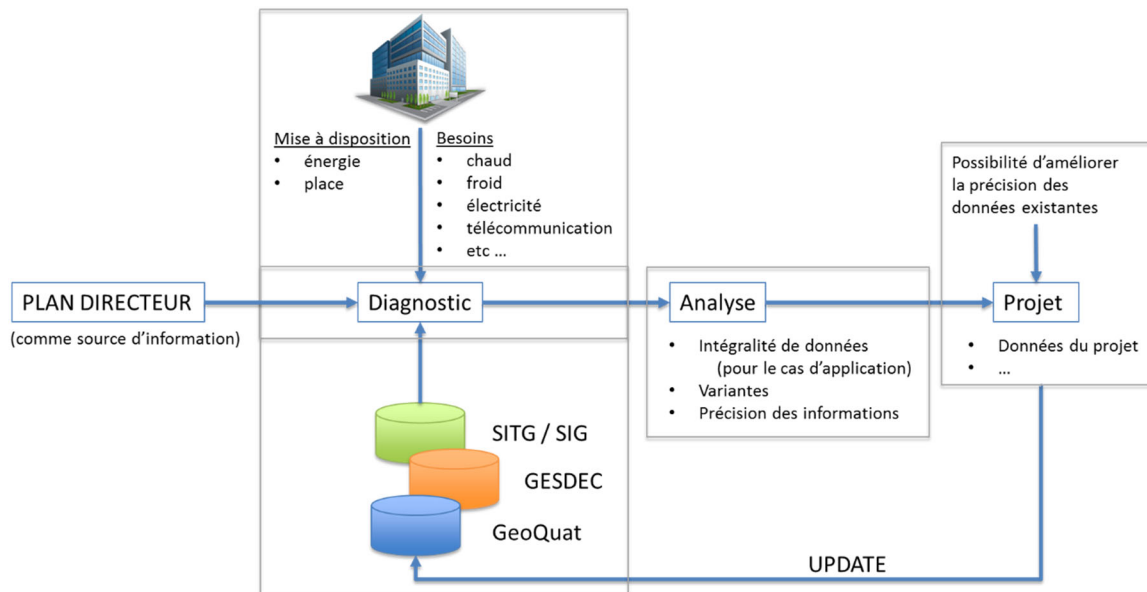 Mise à disposition
• énergie
• place
Besoins
• chaud
• froid
• électricité
• télécommunication
• etc ...
Possibilité d'améliorer
la précision des
données existantes
PLAN DIRECTEUR
(comme source d'information)
Diagnostic
Analyse
• Intégralité de données
(pour le cas d'application)
• Variantes
• Précision des informations
Projet
• Données du projet
• ...
SITG / SIG
GESDEC
GeoQuat
UPDATE